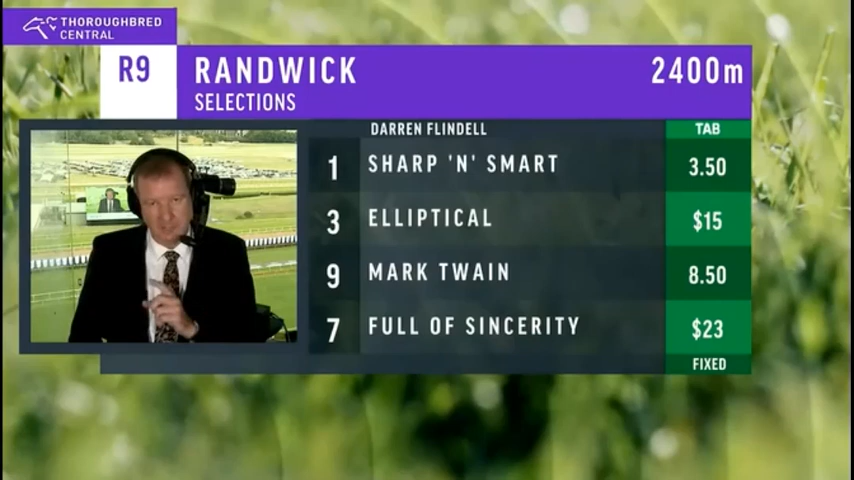 THOROUGHBRED
CENTRAL
R9 RANDWICK 2400m
SELECTIONS
DARREN FLINDELL TAB
1 SHARP 'N' SMART 3.50
3 ELLIPTICAL $15
9 MARK TWAIN 8.50
7 FULL OF SINCERITY $23
FIXED